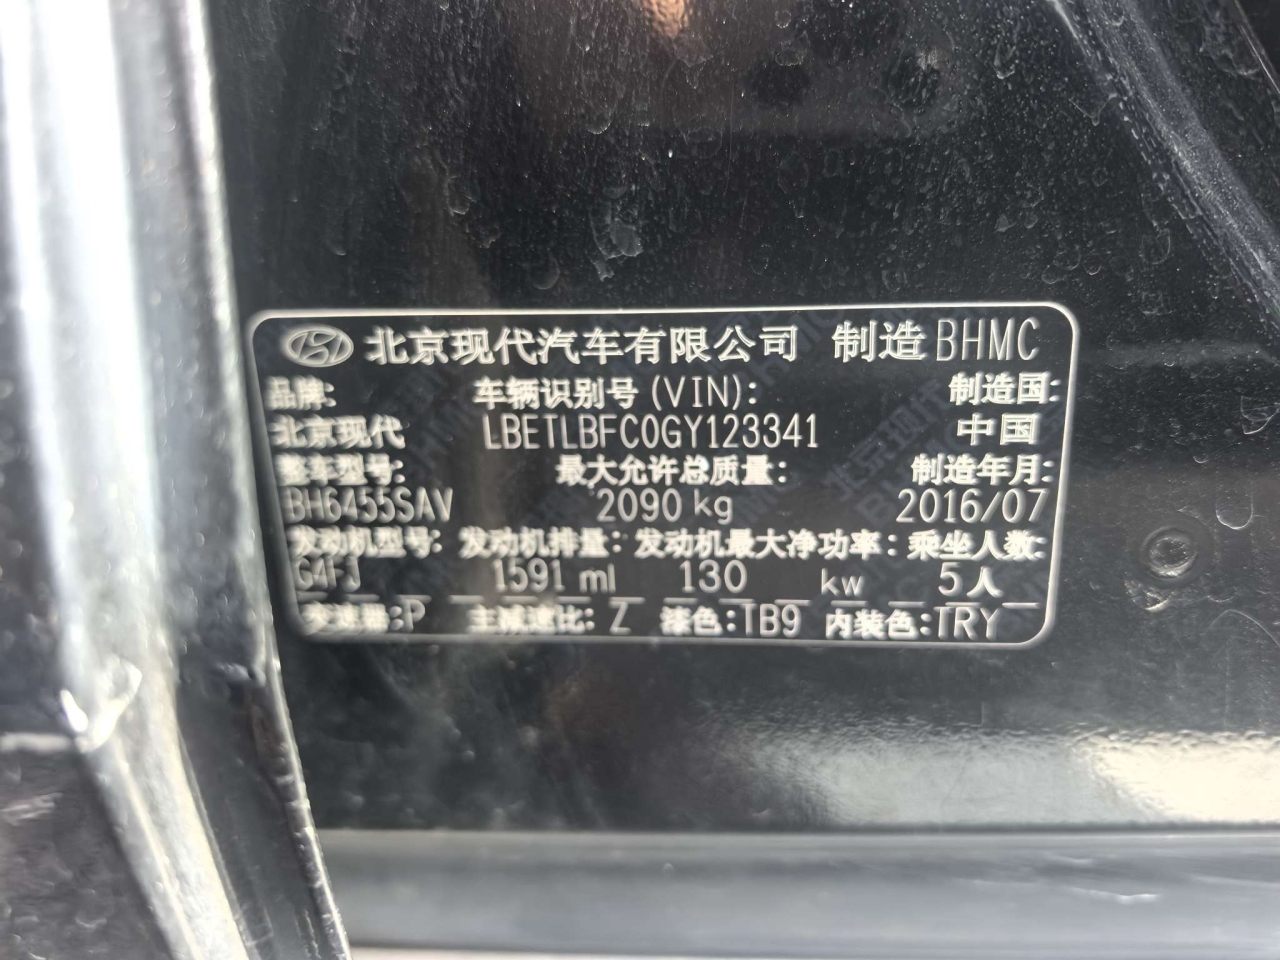 北京现代汽车有限公司 制造 BHMC
品牌: 车辆识别号(VIN): 制造国:
北京现代 LBETLBFC0GY123341 中国
整车型号: 最大允许总质量: 制造年月:
BH6455SAV 2090 kg 2016/07
发动机型号: 发动机排量: 发动机最大净功率: 乘坐人数:
G4FJ 1591 ml 130 kw 5人
变速器:P 主减速比: Z 漆色:TB9 内装色:TRY